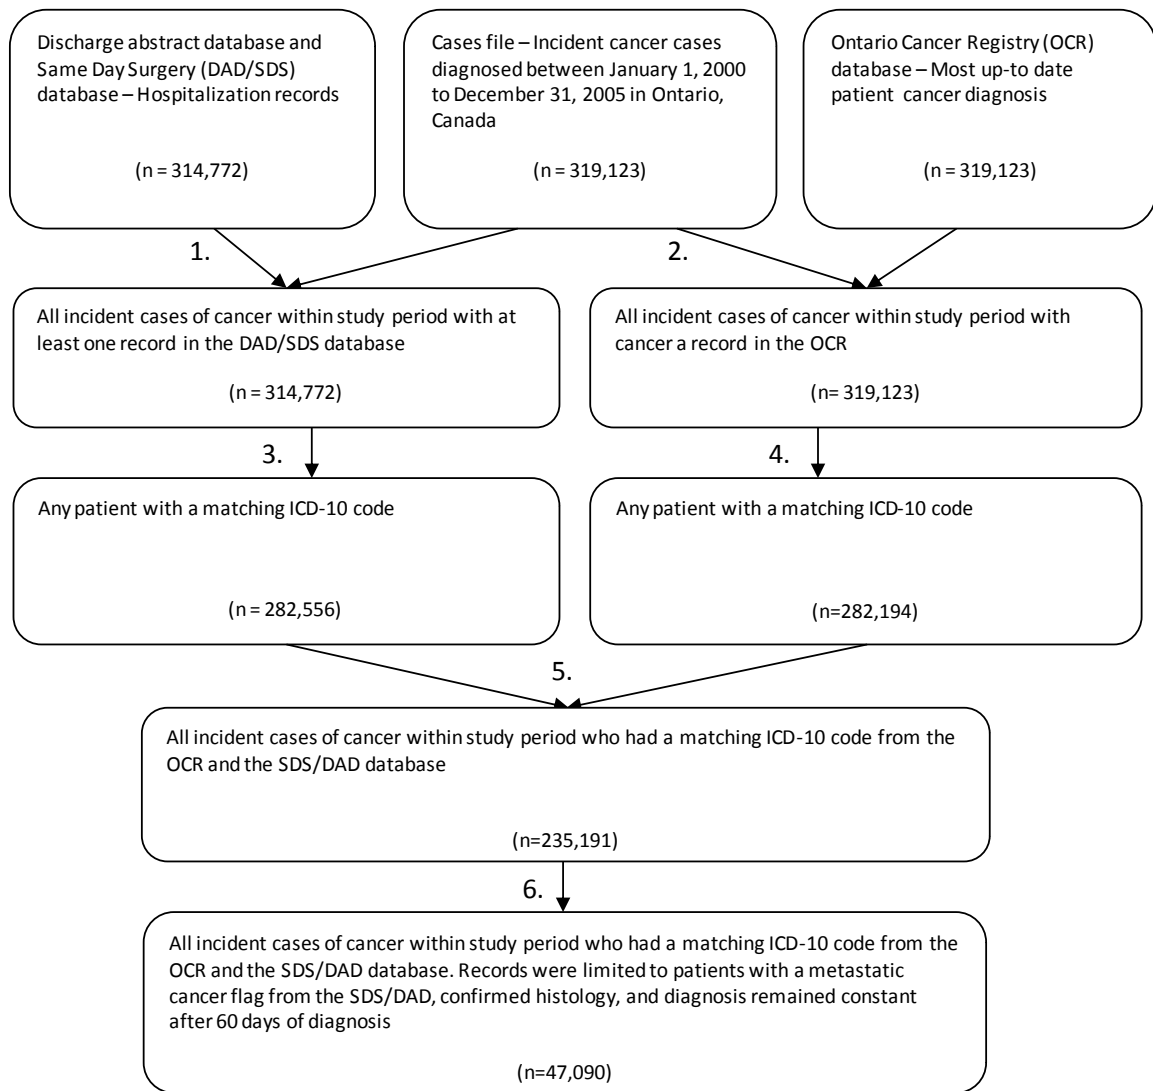 Discharge abstract database and
Same Day Surgery (DAD/SDS)
database – Hospitalization records
(n = 314,772)
Cases file – Incident cancer cases
diagnosed between January 1, 2000
to December 31, 2005 in Ontario,
Canada
(n = 319,123)
Ontario Cancer Registry (OCR)
database – Most up-to date
patient cancer diagnosis
(n = 319,123)
1.
2.
All incident cases of cancer within study period with at
least one record in the DAD/SDS database
(n = 314,772)
All incident cases of cancer within study period with
cancer a record in the OCR
(n= 319,123)
3.
4.
Any patient with a matching ICD-10 code
(n = 282,556)
Any patient with a matching ICD-10 code
(n=282,194)
5.
All incident cases of cancer within study period who had a matching ICD-10 code from the
OCR and the SDS/DAD database
(n=235,191)
6.
All incident cases of cancer within study period who had a matching ICD-10 code from the
OCR and the SDS/DAD database. Records were limited to patients with a metastatic
cancer flag from the SDS/DAD, confirmed histology, and diagnosis remained constant
after 60 days of diagnosis
(n=47,090)